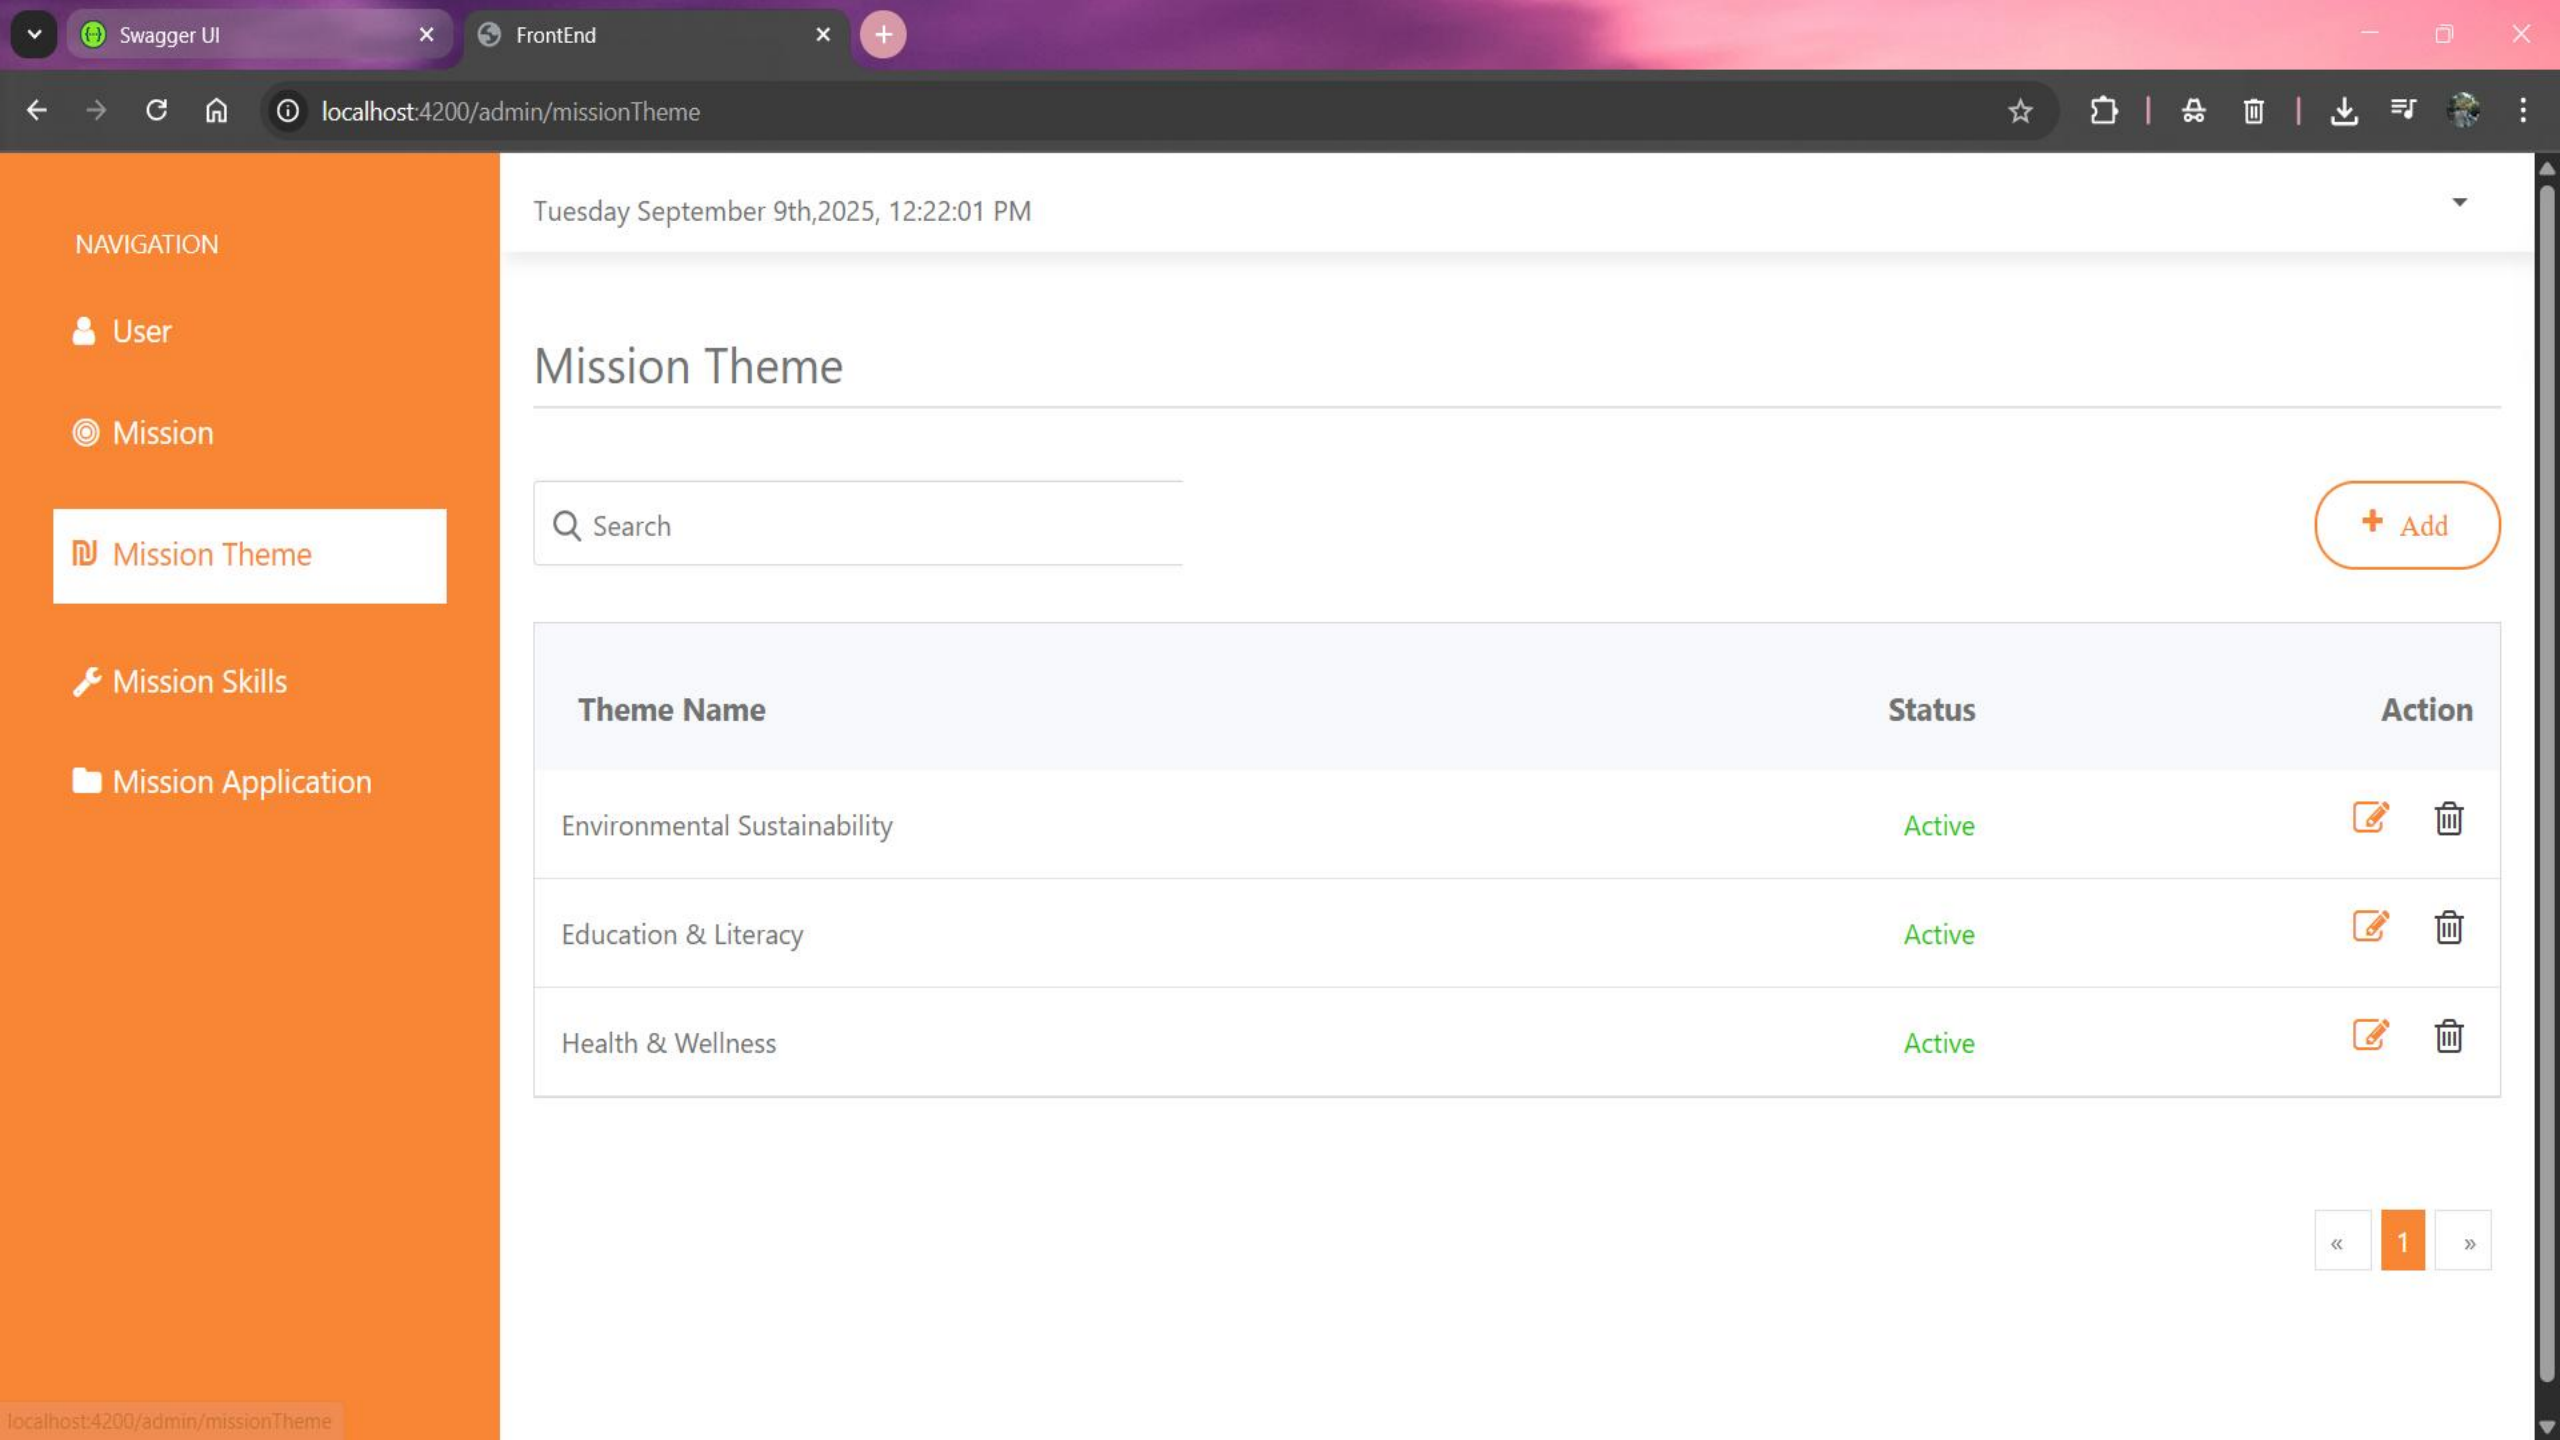 Swagger UI
FrontEnd
localhost:4200/admin/missionTheme
NAVIGATION
User
Mission
Mission Theme
Mission Skills
Mission Application
Tuesday September 9th,2025, 12:22:01 PM
Mission Theme
Search
+ Add
Theme Name Status Action
Environmental Sustainability Active
Education & Literacy Active
Health & Wellness Active
« 1 »
localhost:4200/admin/missionTheme